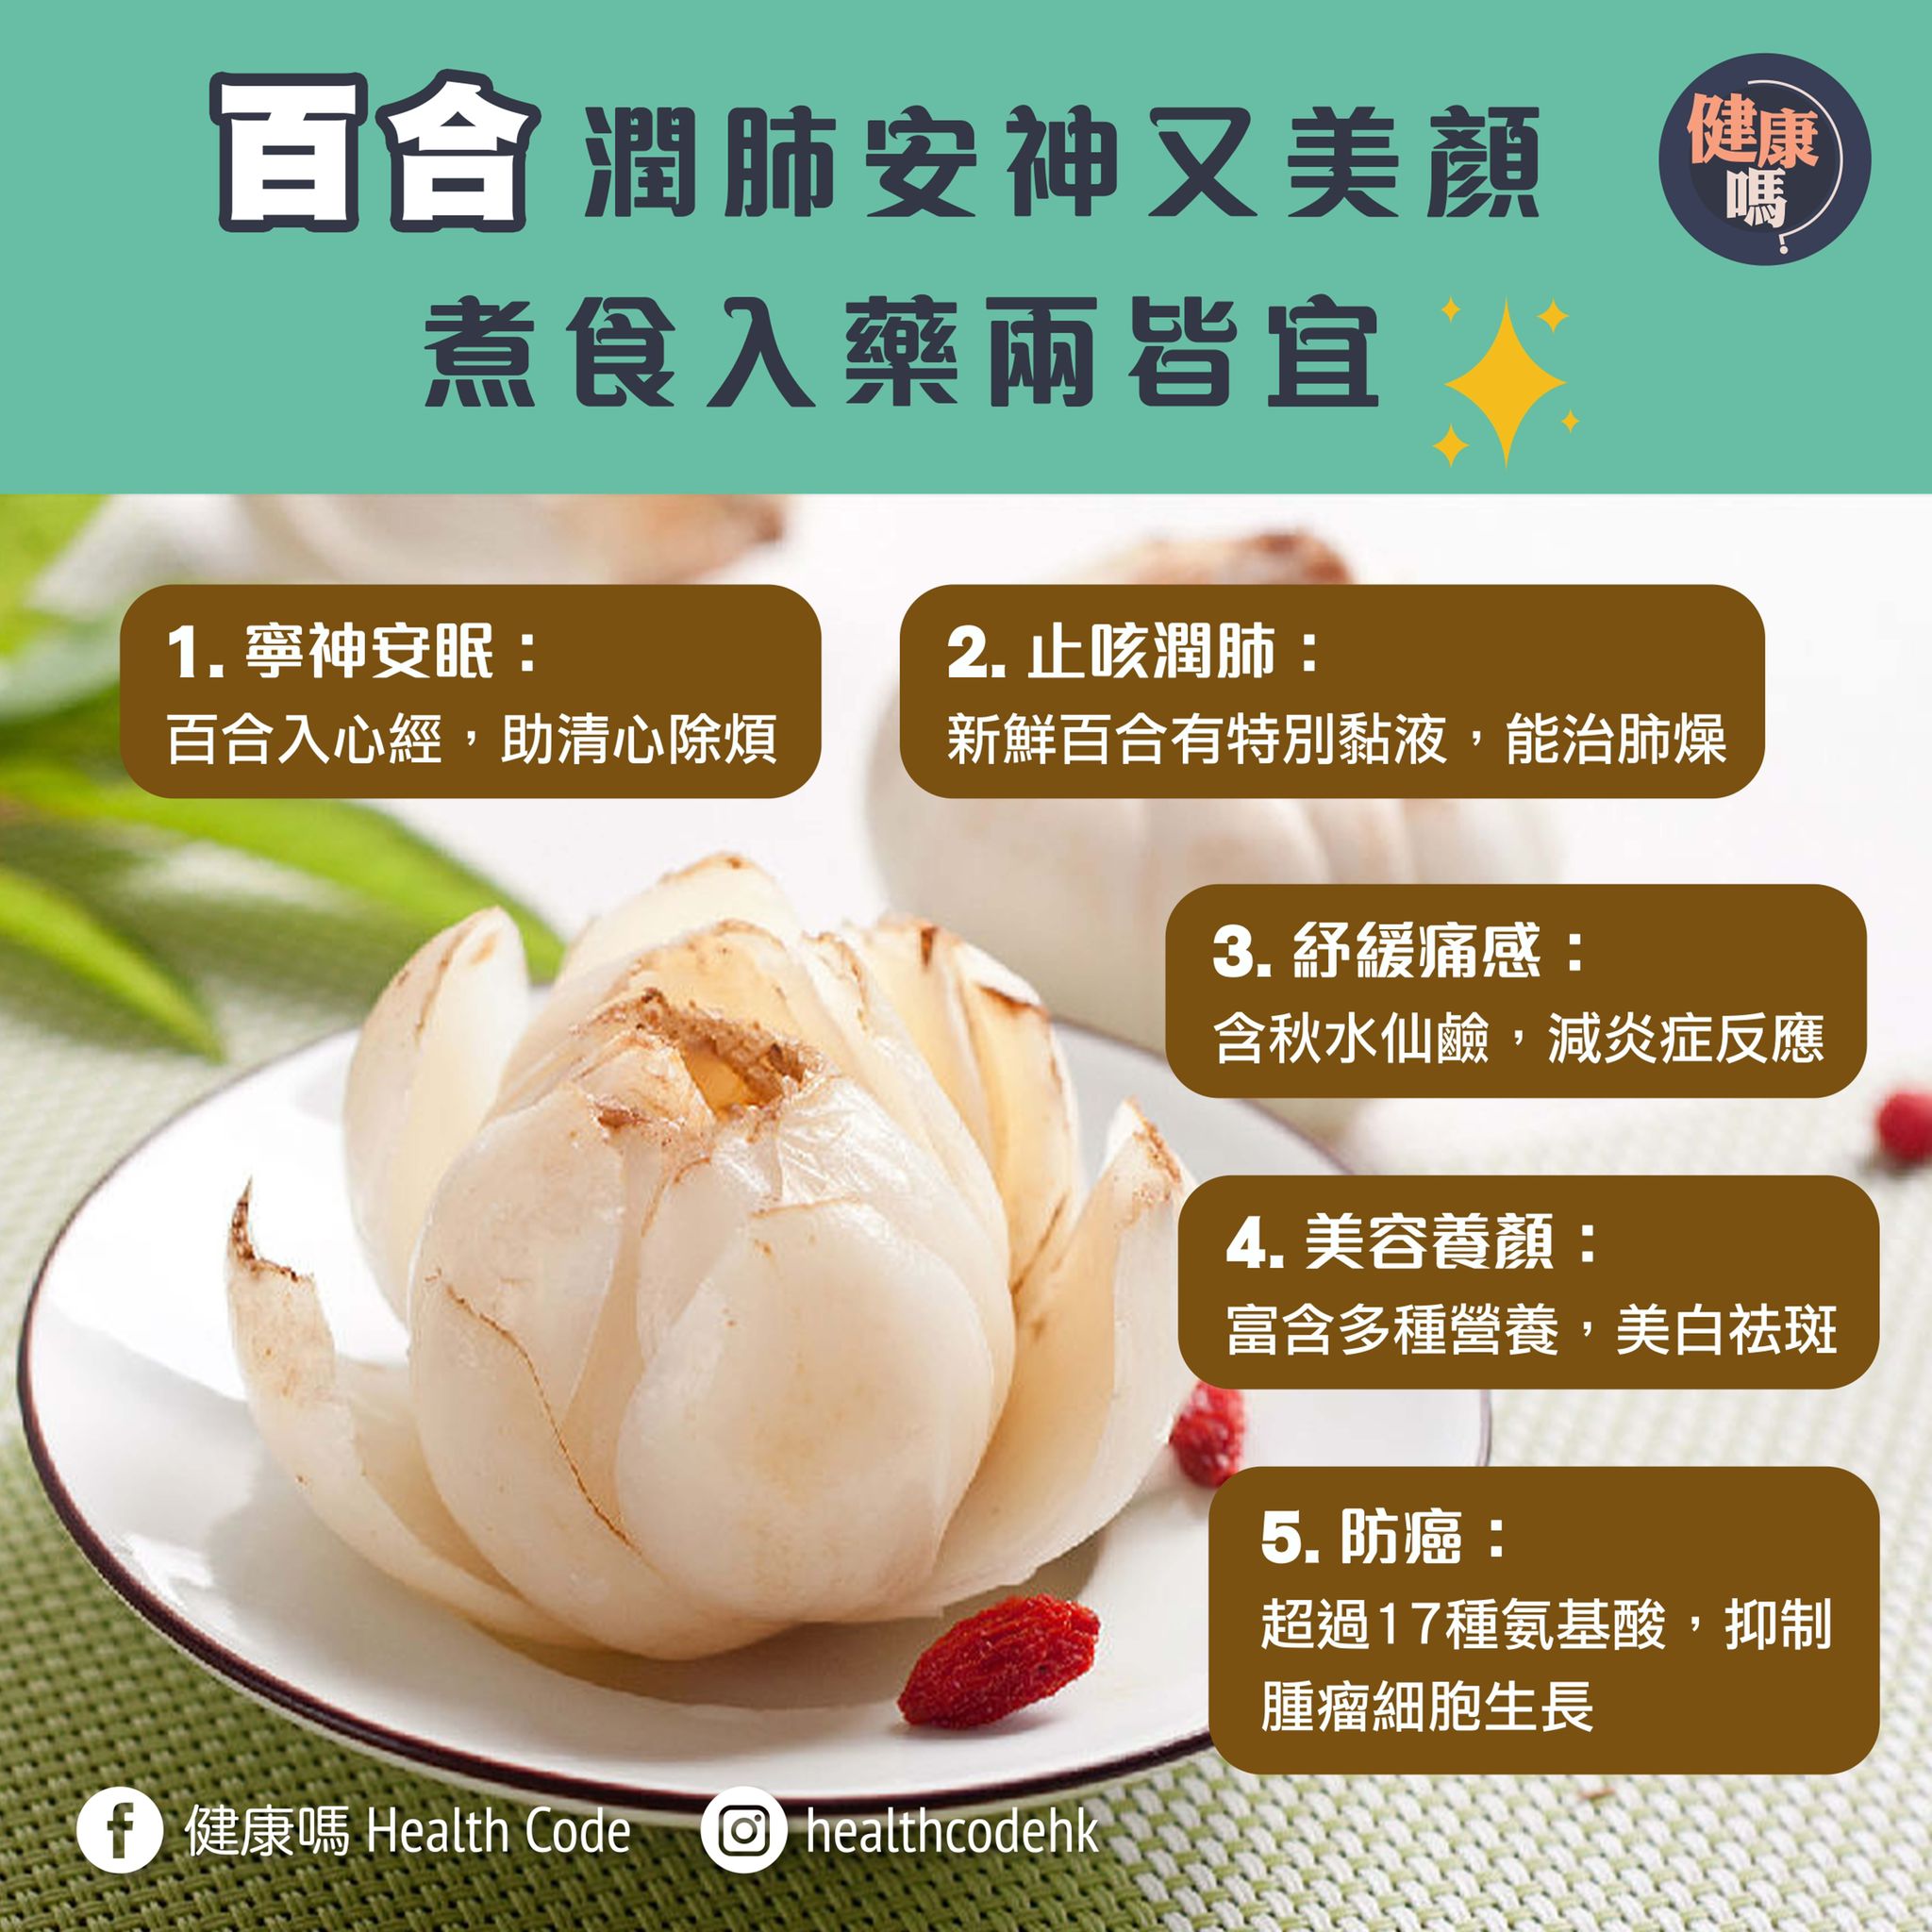 百合 潤肺安神又美顏
健康
嗎?
煮食入藥兩皆宜
1. 寧神安眠：
百合入心經，助清心除煩
2. 止咳潤肺：
新鮮百合有特別黏液，能治肺燥
3. 紓緩痛感：
含秋水仙鹼，減炎症反應
4. 美容養顏：
富含多種營養，美白祛斑
5. 防癌：
超過17種氨基酸，抑制
腫瘤細胞生長
健康嗎 Health Code
healthcodehk